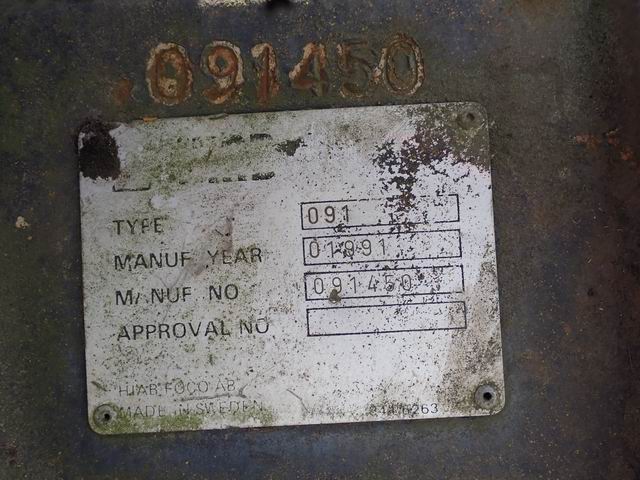 091450
TYPE 091
MANUF YEAR 01991
MANUF NO 091450
APPROVAL NO
HIAB FOCO AB
MADE IN SWEDEN